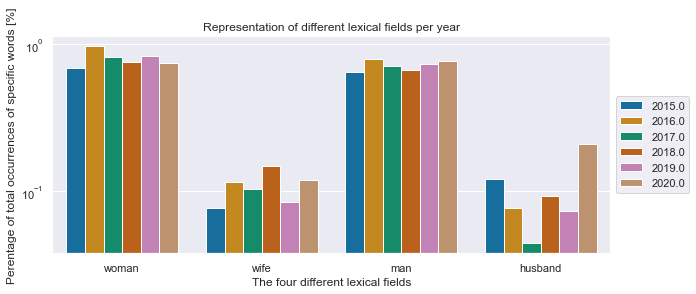 Representation of different lexical fields per year
Perentage of total occurrences of specific words [%]
10⁰
10⁻¹
woman wife man husband
The four different lexical fields
2015.0
2016.0
2017.0
2018.0
2019.0
2020.0